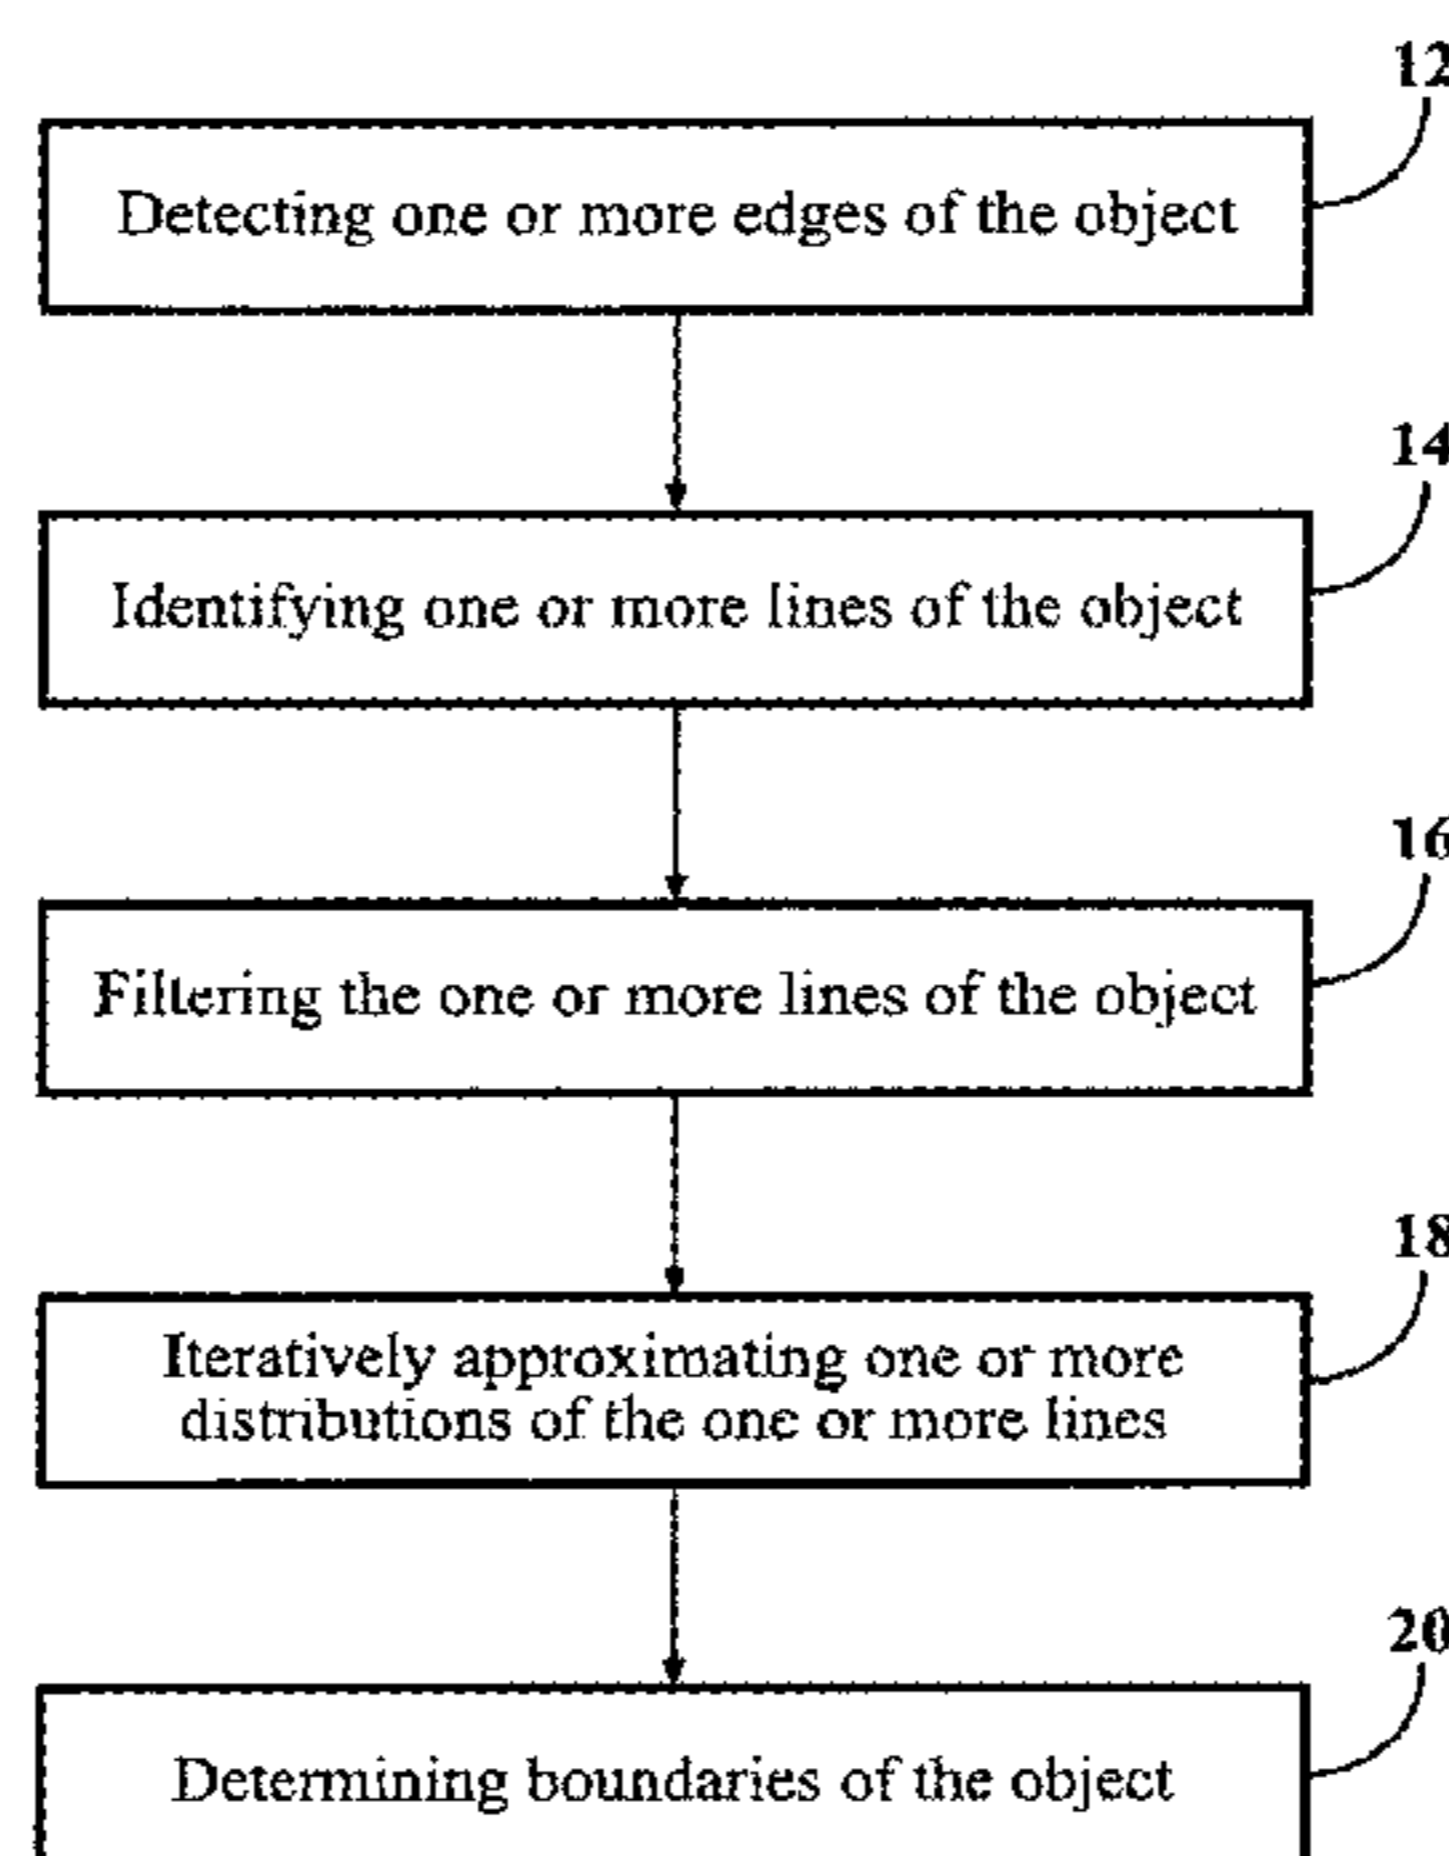 12
Detecting one or more edges of the object
14
Identifying one or more lines of the object
16
Filtering the one or more lines of the object
18
Iteratively approximating one or more
distributions of the one or more lines
20
Determining boundaries of the object